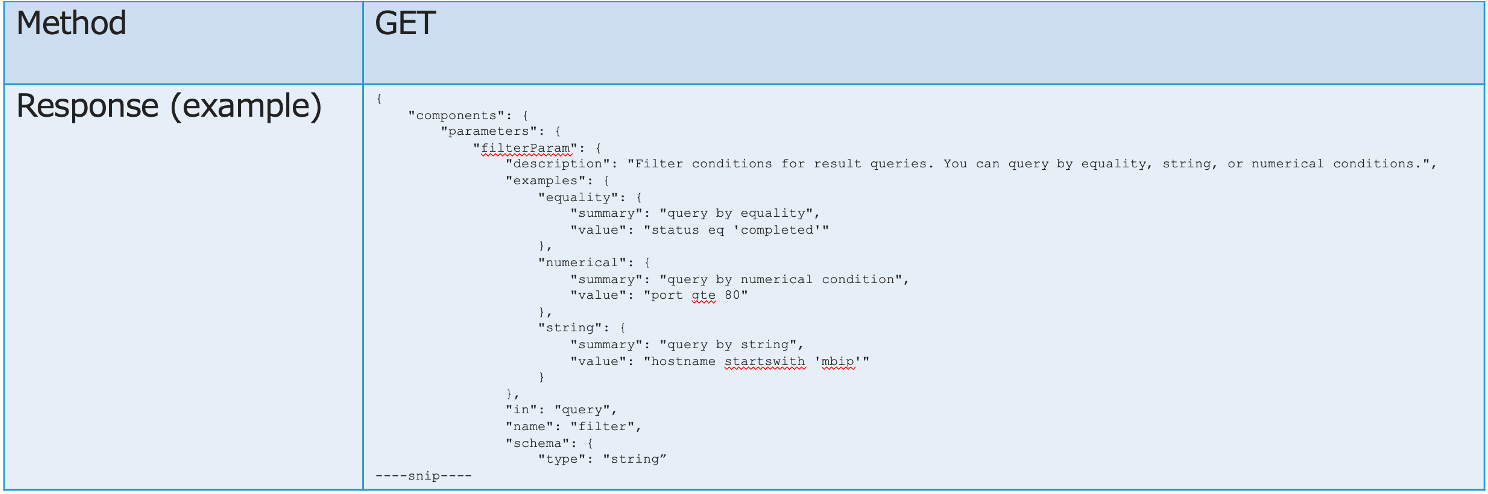 Method
GET
Response (example)
{
    "components": {
        "parameters": {
            "filterParam": {
                "description": "Filter conditions for result queries. You can query by equality, string, or numerical conditions.",
                "examples": {
                    "equality": {
                        "summary": "query by equality",
                        "value": "status eq 'completed'"
                    },
                    "numerical": {
                        "summary": "query by numerical condition",
                        "value": "port gte 80"
                    },
                    "string": {
                        "summary": "query by string",
                        "value": "hostname startswith 'mbip'"
                    }
                },
                "in": "query",
                "name": "filter",
                "schema": {
                    "type": "string”
----snip----